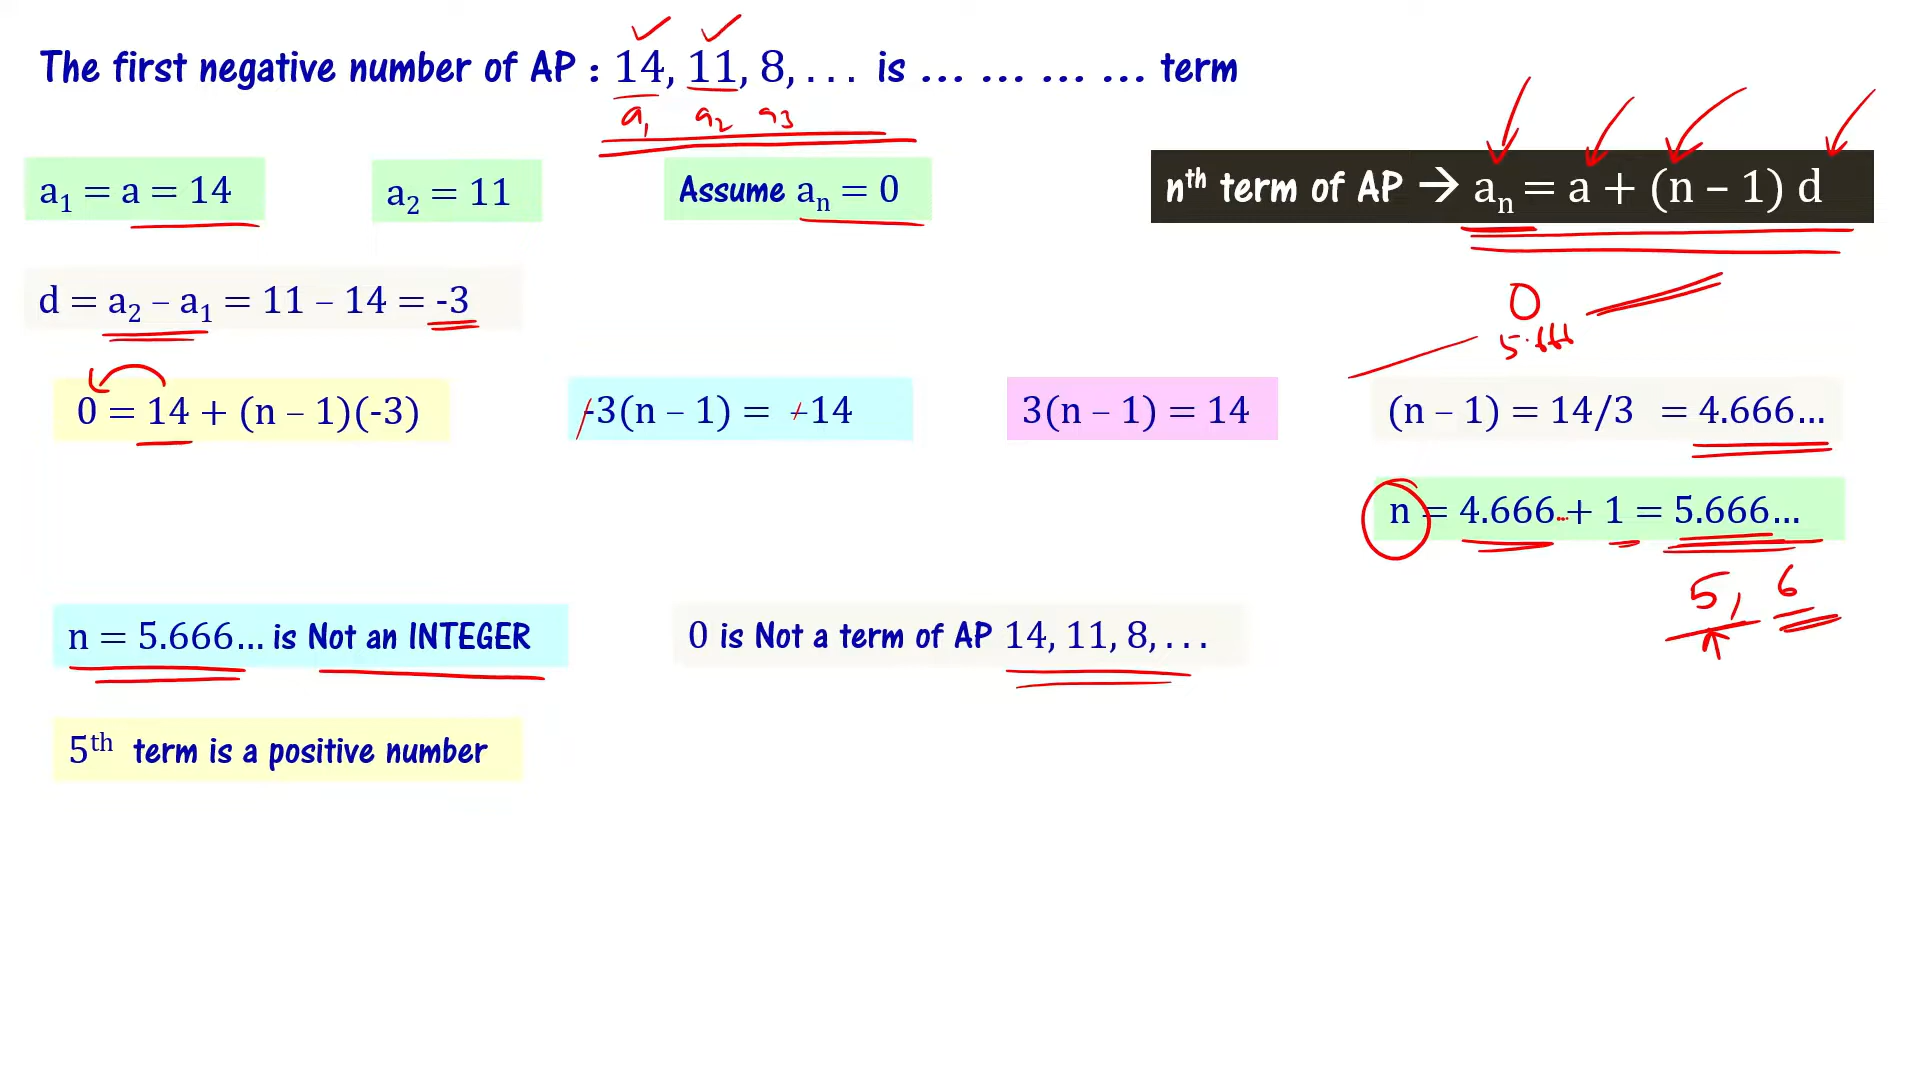 The first negative number of AP : 14, 11, 8, . . . is ... ... ... ... term
a₁ a₂ a₃
a₁ = a = 14
a₂ = 11
Assume aₙ = 0
nᵗʰ term of AP → aₙ = a + (n – 1) d
d = a₂ – a₁ = 11 – 14 = -3
0
5.666
0 = 14 + (n – 1)(-3)
-3(n – 1) = -14
3(n – 1) = 14
(n – 1) = 14/3 = 4.666...
n = 4.666...+ 1 = 5.666...
5, 6
n = 5.666... is Not an INTEGER
0 is Not a term of AP 14, 11, 8, . . .
5ᵗʰ term is a positive number